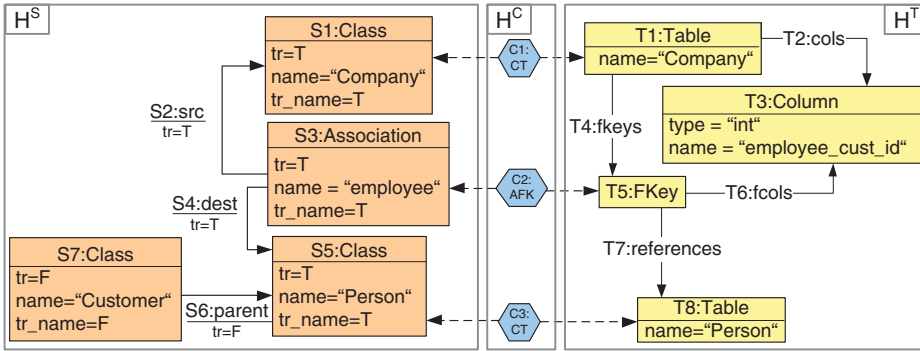 H^S
S1:Class
tr=T
name="Company"
tr_name=T
S2:src
tr=T
S3:Association
tr=T
name = "employee"
tr_name=T
S4:dest
tr=T
S7:Class
tr=F
name="Customer"
tr_name=F
S6:parent
tr=F
S5:Class
tr=T
name="Person"
tr_name=T
H^C
C1:
CT
C2:
AFK
C3:
CT
H^T
T1:Table
name="Company"
T2:cols
T3:Column
type = "int"
name = "employee_cust_id"
T4:fkeys
T5:FKey
T6:fcols
T7:references
T8:Table
name="Person"